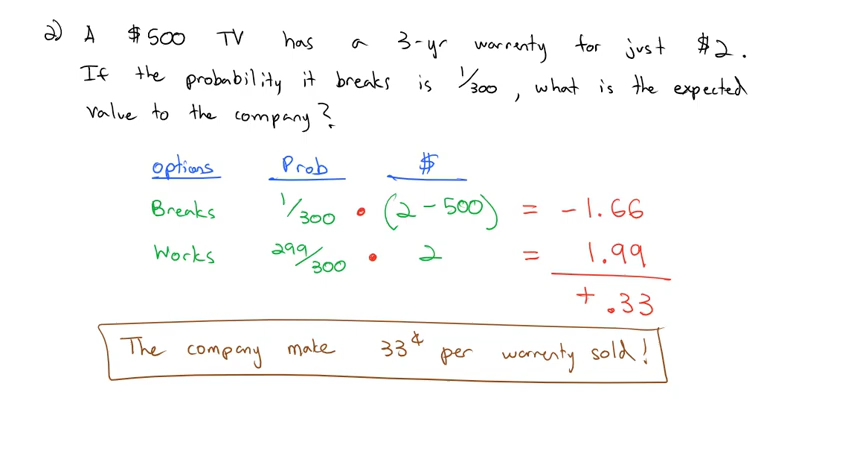 2) A $500 TV has a 3-yr warrenty for just $2.
If the probability it breaks is 1/300, what is the expected
value to the company?
options Prob $
Breaks 1/300 • (2 - 500) = -1.66
Works 299/300 • 2 = 1.99
+ .33
The company make 33¢ per warrenty sold!